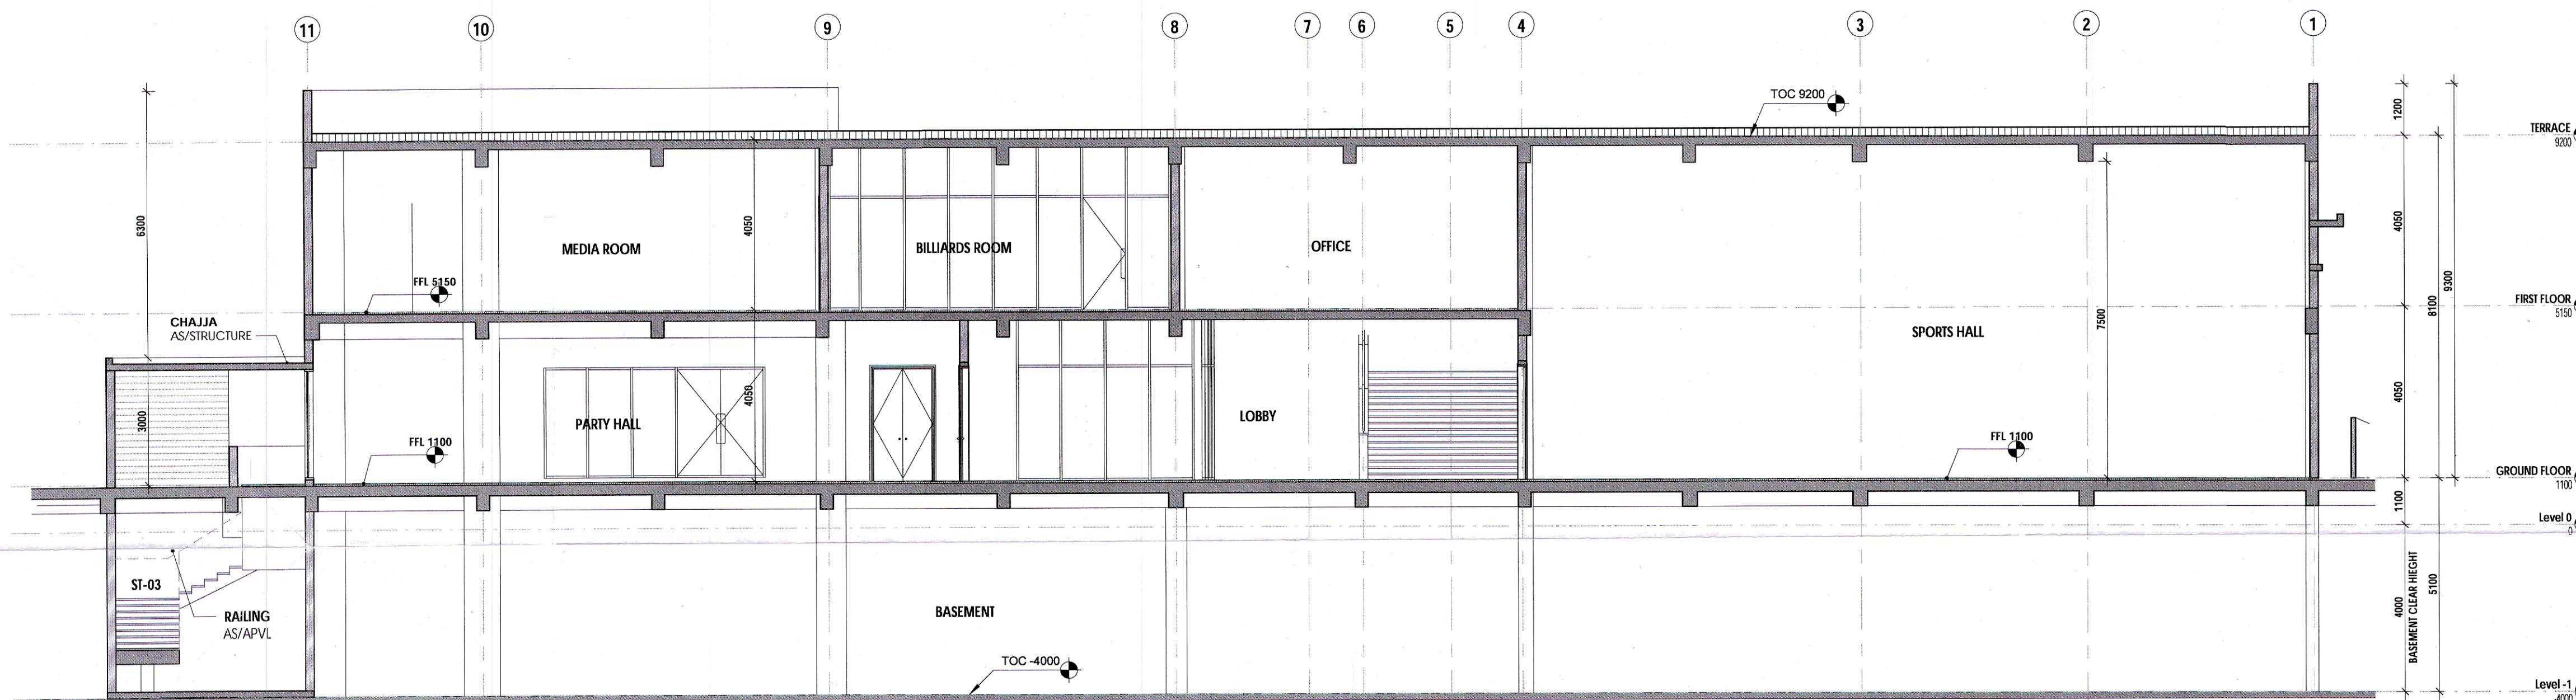 11 10 9 8 7 6 5 4 3 2 1
TOC 9200
1200
TERRACE
9200
6300
4050
4050
MEDIA ROOM
BILLIARDS ROOM
OFFICE
FFL 5150
9300
8100
FIRST FLOOR
5150
CHAJJA
AS/STRUCTURE
7500
SPORTS HALL
3000
4050
4050
PARTY HALL
LOBBY
FFL 1100
FFL 1100
GROUND FLOOR
1100
1100
Level 0
0
ST-03
RAILING
AS/APVL
BASEMENT
4000
BASEMENT CLEAR HIEGHT
5100
TOC -4000
Level -1
-4000